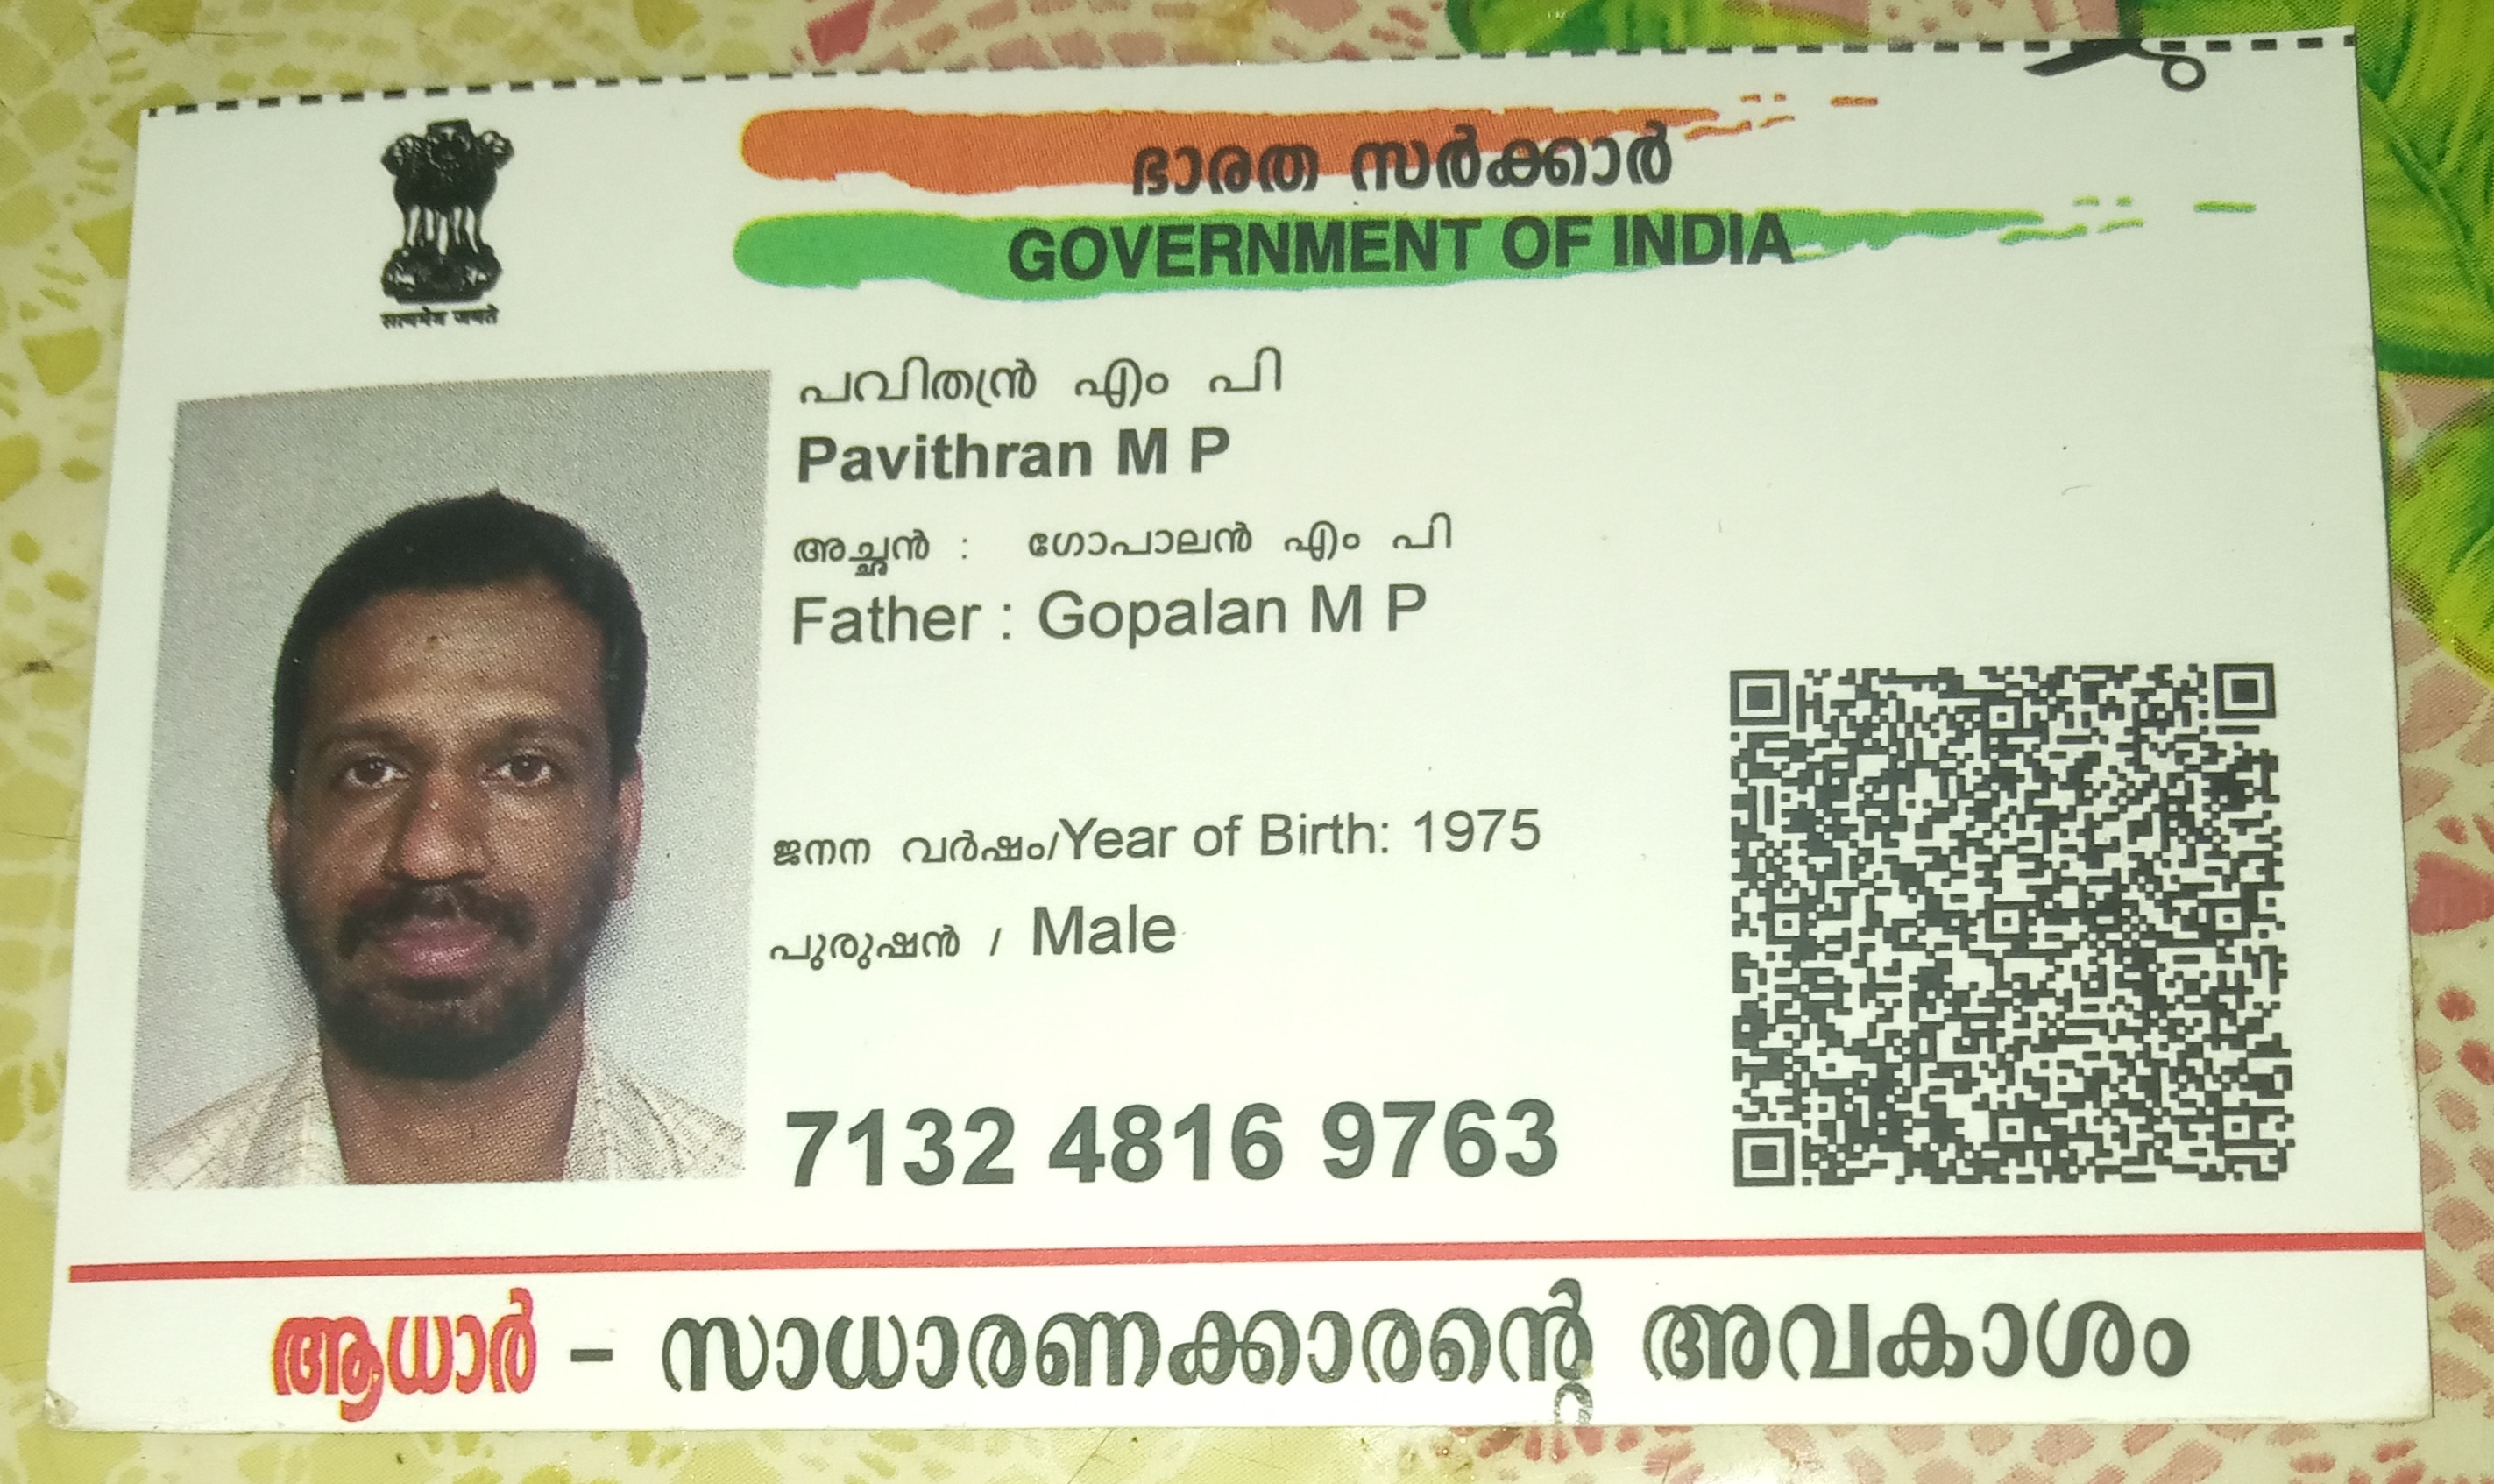 ഭാരത സർക്കാർ
GOVERNMENT OF INDIA
सत्यमेव जयते
പവിത്രൻ എം പി
Pavithran M P
അച്ഛൻ : ഗോപാലൻ എം പി
Father : Gopalan M P
ജനന വർഷം/Year of Birth: 1975
പുരുഷൻ / Male
7132 4816 9763
ആധാർ - സാധാരണക്കാരന്റെ അവകാശം